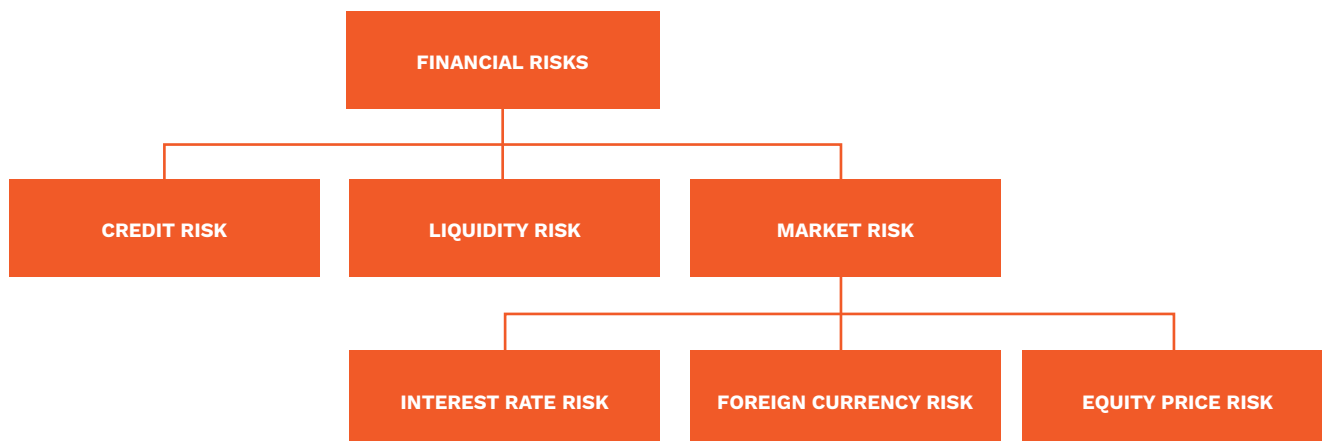 FINANCIAL RISKS
CREDIT RISK
LIQUIDITY RISK
MARKET RISK
INTEREST RATE RISK
FOREIGN CURRENCY RISK
EQUITY PRICE RISK